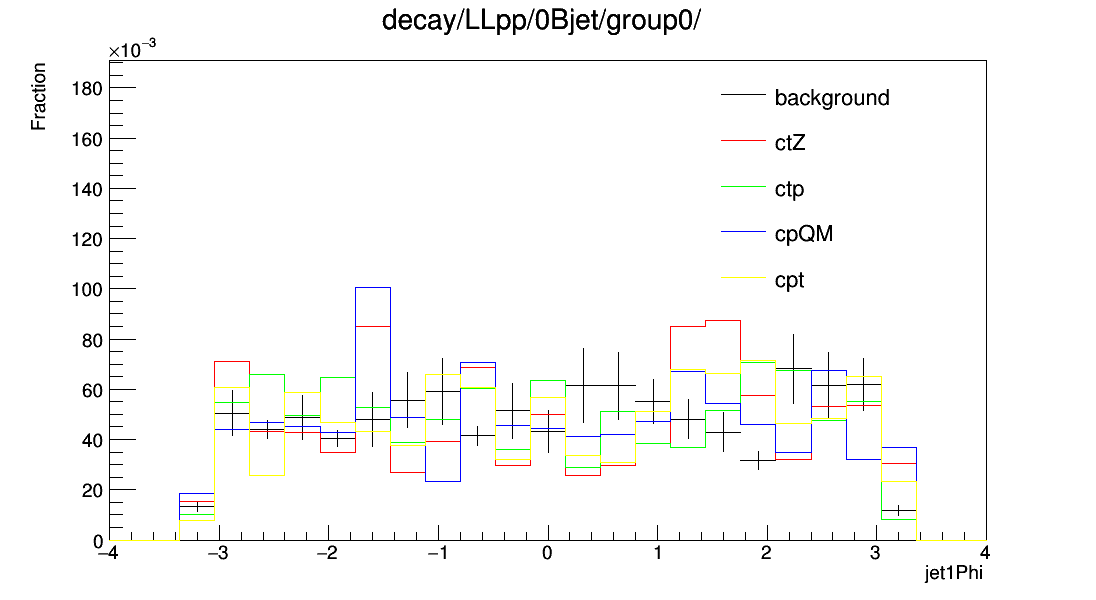 decay/LLpp/0Bjet/group0/
×10⁻³
Fraction
180
160
140
120
100
80
60
40
20
0
background
ctZ
ctp
cpQM
cpt
−4 −3 −2 −1 0 1 2 3 4
jet1Phi